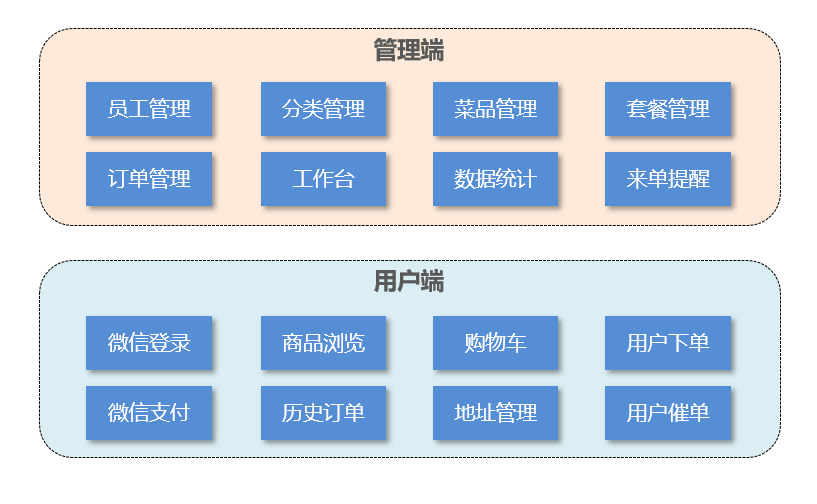 管理端
员工管理 分类管理 菜品管理 套餐管理
订单管理 工作台 数据统计 来单提醒
用户端
微信登录 商品浏览 购物车 用户下单
微信支付 历史订单 地址管理 用户催单